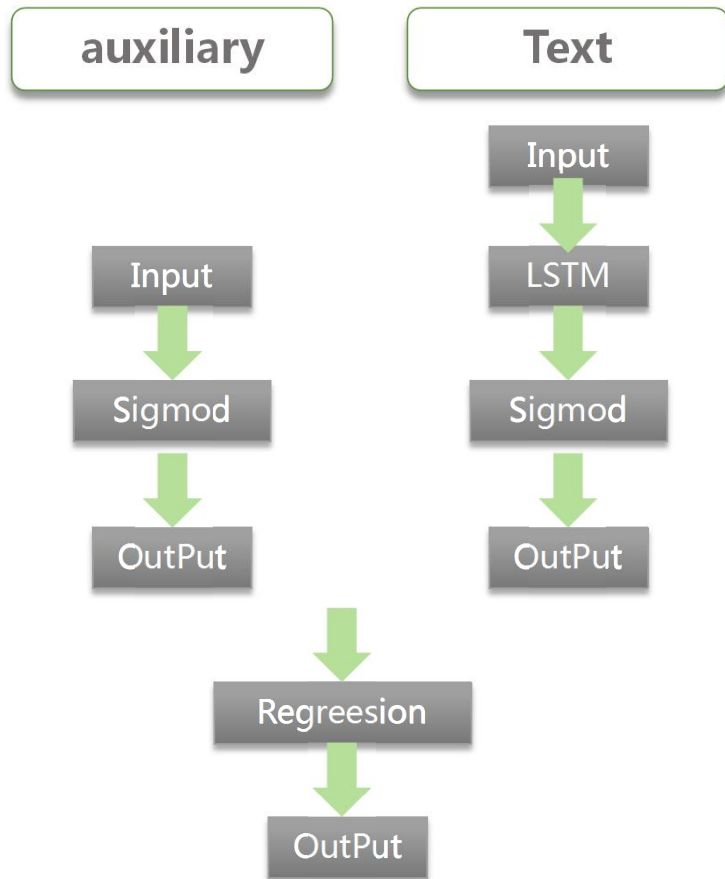 auxiliary
Text
Input
LSTM
Sigmod
OutPut
Input
Sigmod
OutPut
Regreesion
OutPut